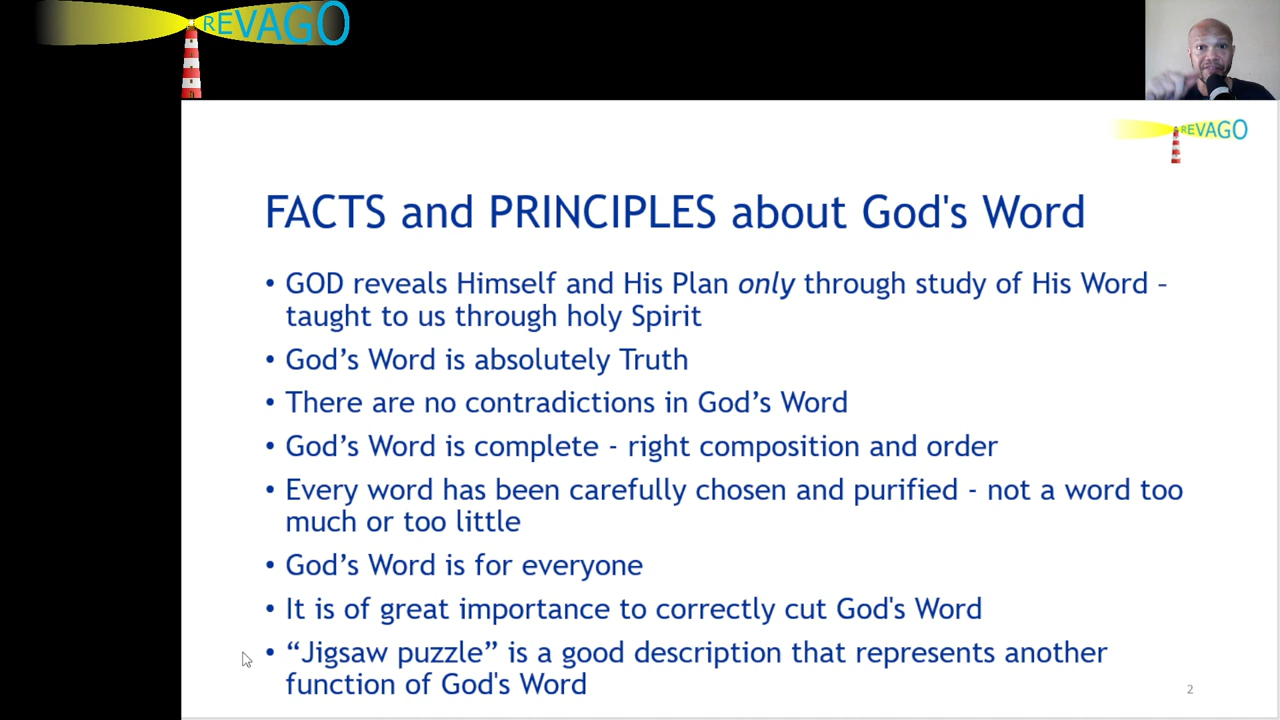 REVAGO
REVAGO
FACTS and PRINCIPLES about God's Word
• GOD reveals Himself and His Plan only through study of His Word –
taught to us through holy Spirit
• God’s Word is absolutely Truth
• There are no contradictions in God’s Word
• God’s Word is complete - right composition and order
• Every word has been carefully chosen and purified - not a word too
much or too little
• God’s Word is for everyone
• It is of great importance to correctly cut God's Word
• “Jigsaw puzzle” is a good description that represents another
function of God's Word
2